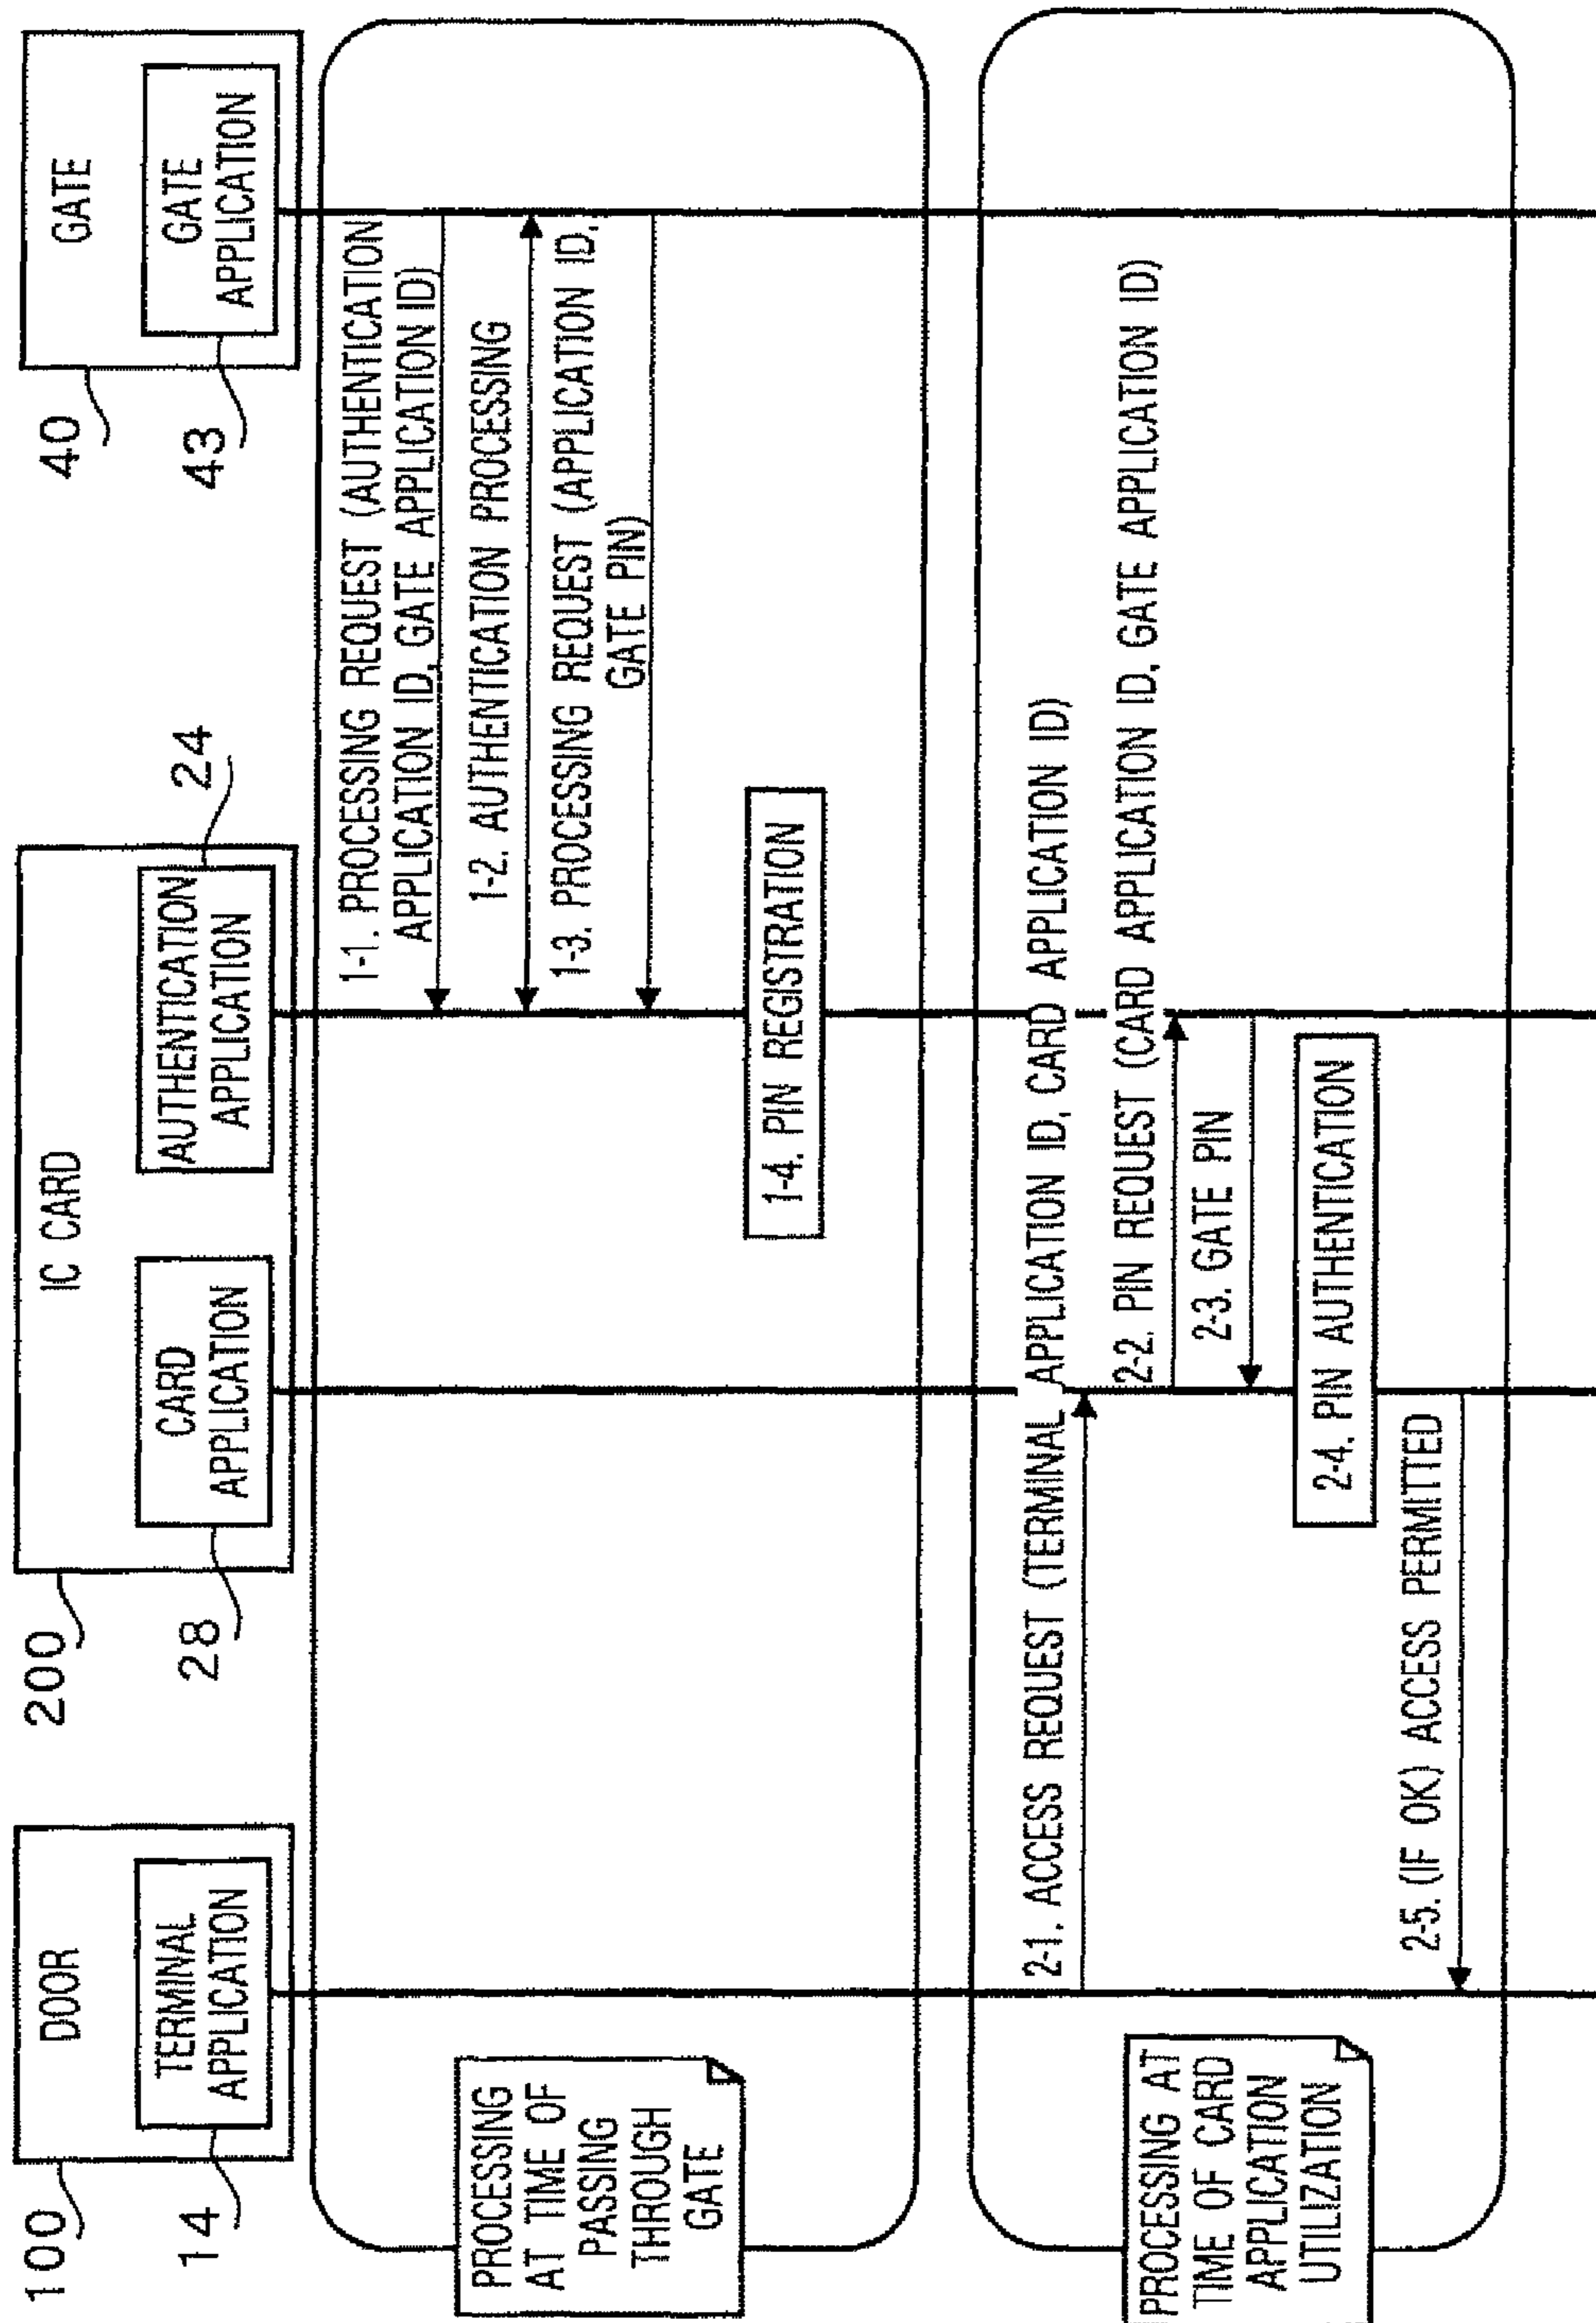 100
DOOR
14
TERMINAL
APPLICATION
200
IC CARD
28
CARD
APPLICATION
AUTHENTICATION
APPLICATION
24
40
GATE
43
GATE
APPLICATION
PROCESSING
AT TIME OF
PASSING
THROUGH
GATE
1-1. PROCESSING REQUEST (AUTHENTICATION
APPLICATION ID, GATE APPLICATION ID)
1-2. AUTHENTICATION PROCESSING
1-3. PROCESSING REQUEST (APPLICATION ID,
GATE PIN)
1-4. PIN REGISTRATION
PROCESSING AT
TIME OF CARD
APPLICATION
UTILIZATION
2-1. ACCESS REQUEST (TERMINAL APPLICATION ID, CARD APPLICATION ID)
2-2. PIN REQUEST (CARD APPLICATION ID, GATE APPLICATION ID)
2-3. GATE PIN
2-4. PIN AUTHENTICATION
2-5. (IF OK) ACCESS PERMITTED